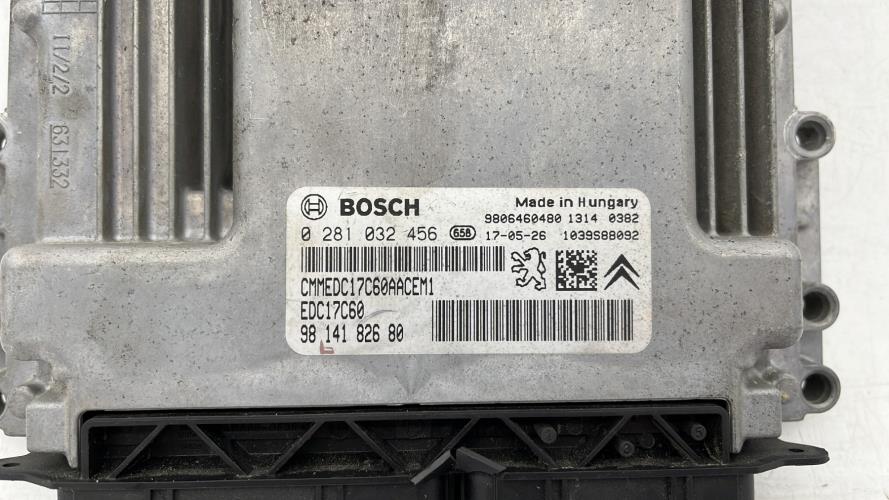 BOSCH
Made in Hungary
9806460480 1314 0382
0 281 032 456 658 17-05-26 1039S88092
CMMEDC17C60AACEM1
EDC17C60
98 141 826 80
11/2/2
631332